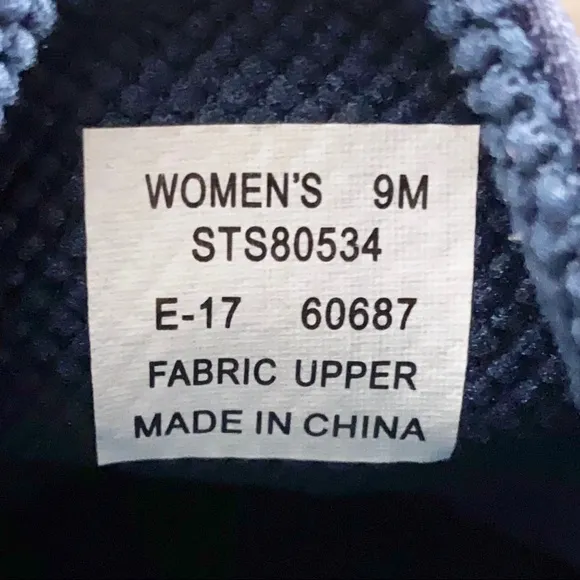 WOMEN'S 9M
STS80534
E-17 60687
FABRIC UPPER
MADE IN CHINA